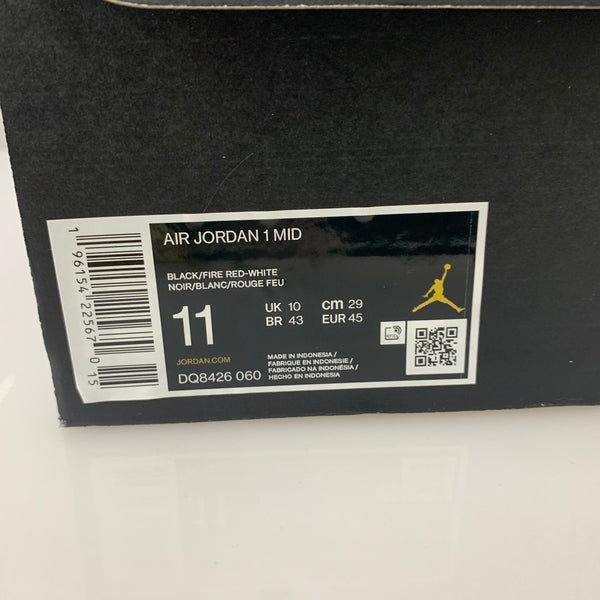 AIR JORDAN 1 MID
BLACK/FIRE RED-WHITE
NOIR/BLANC/ROUGE FEU
11
UK 10 cm 29
BR 43 EUR 45
JORDAN.COM
DQ8426 060
MADE IN INDONESIA/
FABRIQUE EN INDONESIE/
FABRICADO NA INDONÉSIA/
HECHO EN INDONESIA
1 96154 22567 0 15